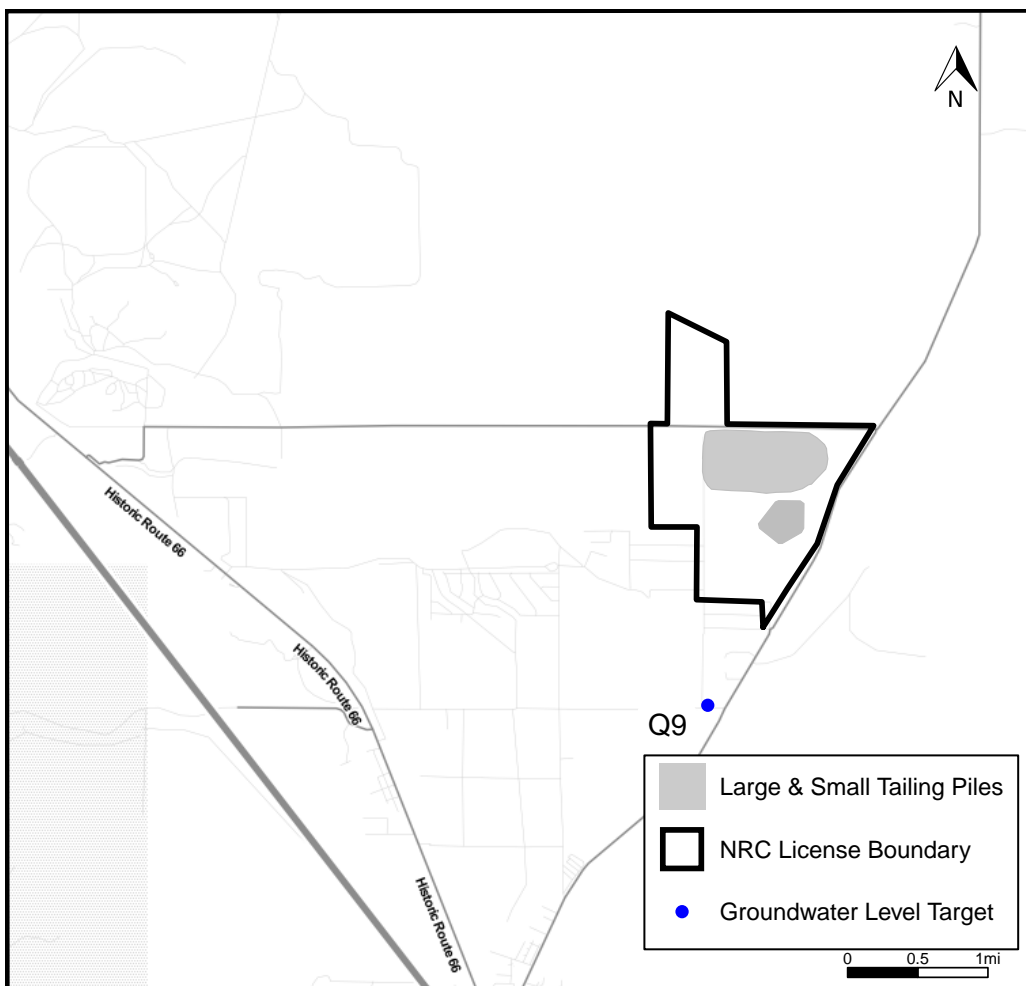 N
Historic Route 66
Historic Route 66
Q9
Historic Route 66
Large & Small Tailing Piles
NRC License Boundary
Groundwater Level Target
0 0.5 1mi